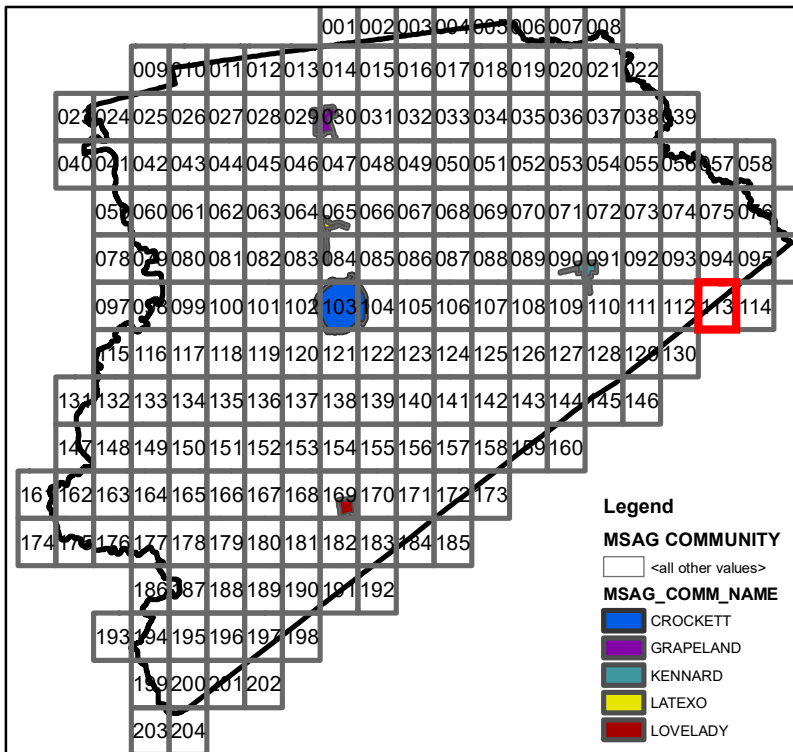 001 002 003 004 005 006 007 008
009 010 011 012 013 014 015 016 017 018 019 020 021 022
023 024 025 026 027 028 029 030 031 032 033 034 035 036 037 038 039
040 041 042 043 044 045 046 047 048 049 050 051 052 053 054 055 056 057 058
059 060 061 062 063 064 065 066 067 068 069 070 071 072 073 074 075 076
078 079 080 081 082 083 084 085 086 087 088 089 090 091 092 093 094 095
097 098 099 100 101 102 103 104 105 106 107 108 109 110 111 112 113 114
115 116 117 118 119 120 121 122 123 124 125 126 127 128 129 130
131 132 133 134 135 136 137 138 139 140 141 142 143 144 145 146
147 148 149 150 151 152 153 154 155 156 157 158 159 160
161 162 163 164 165 166 167 168 169 170 171 172 173
174 175 176 177 178 179 180 181 182 183 184 185
186 187 188 189 190 191 192
193 194 195 196 197 198
199 200 201 202
203 204
Legend
MSAG COMMUNITY
<all other values>
MSAG_COMM_NAME
CROCKETT
GRAPELAND
KENNARD
LATEXO
LOVELADY